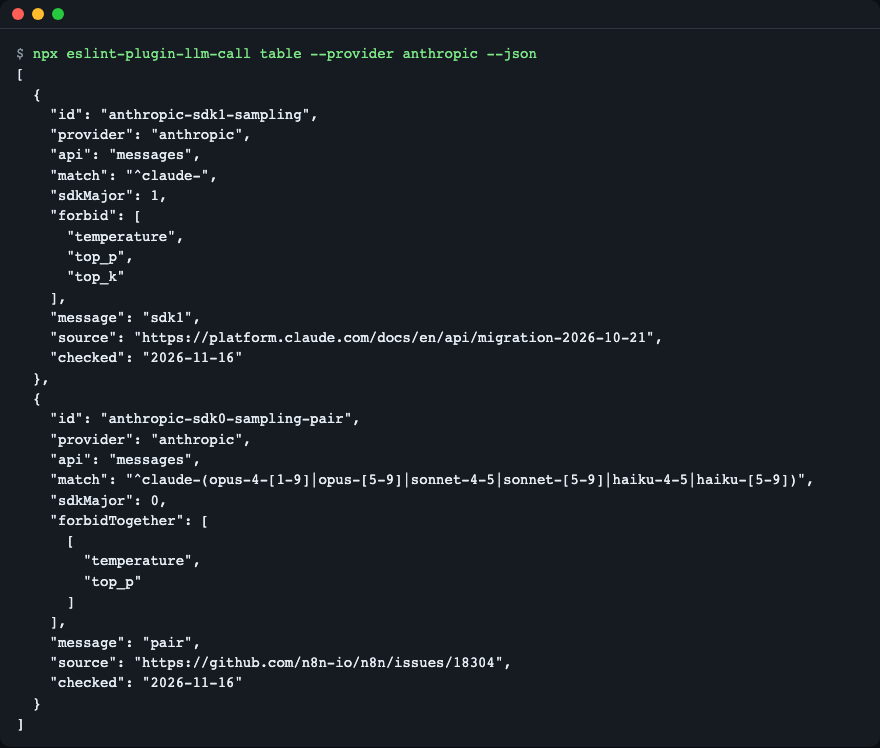 $ npx eslint-plugin-llm-call table --provider anthropic --json
[
  {
    "id": "anthropic-sdk1-sampling",
    "provider": "anthropic",
    "api": "messages",
    "match": "^claude-",
    "sdkMajor": 1,
    "forbid": [
      "temperature",
      "top_p",
      "top_k"
    ],
    "message": "sdk1",
    "source": "https://platform.claude.com/docs/en/api/migration-2026-10-21",
    "checked": "2026-11-16"
  },
  {
    "id": "anthropic-sdk0-sampling-pair",
    "provider": "anthropic",
    "api": "messages",
    "match": "^claude-(opus-4-[1-9]|opus-[5-9]|sonnet-4-5|sonnet-[5-9]|haiku-4-5|haiku-[5-9])",
    "sdkMajor": 0,
    "forbidTogether": [
      [
        "temperature",
        "top_p"
      ]
    ],
    "message": "pair",
    "source": "https://github.com/n8n-io/n8n/issues/18304",
    "checked": "2026-11-16"
  }
]